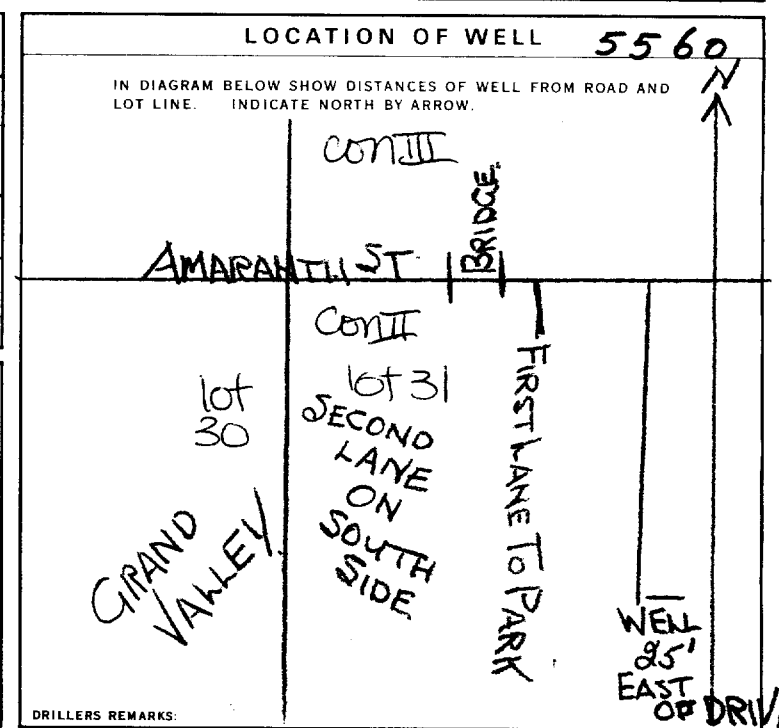 LOCATION OF WELL 5560
IN DIAGRAM BELOW SHOW DISTANCES OF WELL FROM ROAD AND
LOT LINE. INDICATE NORTH BY ARROW.
N
CON III
BRIDGE
AMARANTH ST
CON II
lot
30
lot 31
SECOND
LANE
ON
SOUTH
SIDE
FIRST LANE TO PARK
GRAND
VALLEY
WELL
25'
EAST
OF DRIV
DRILLERS REMARKS: